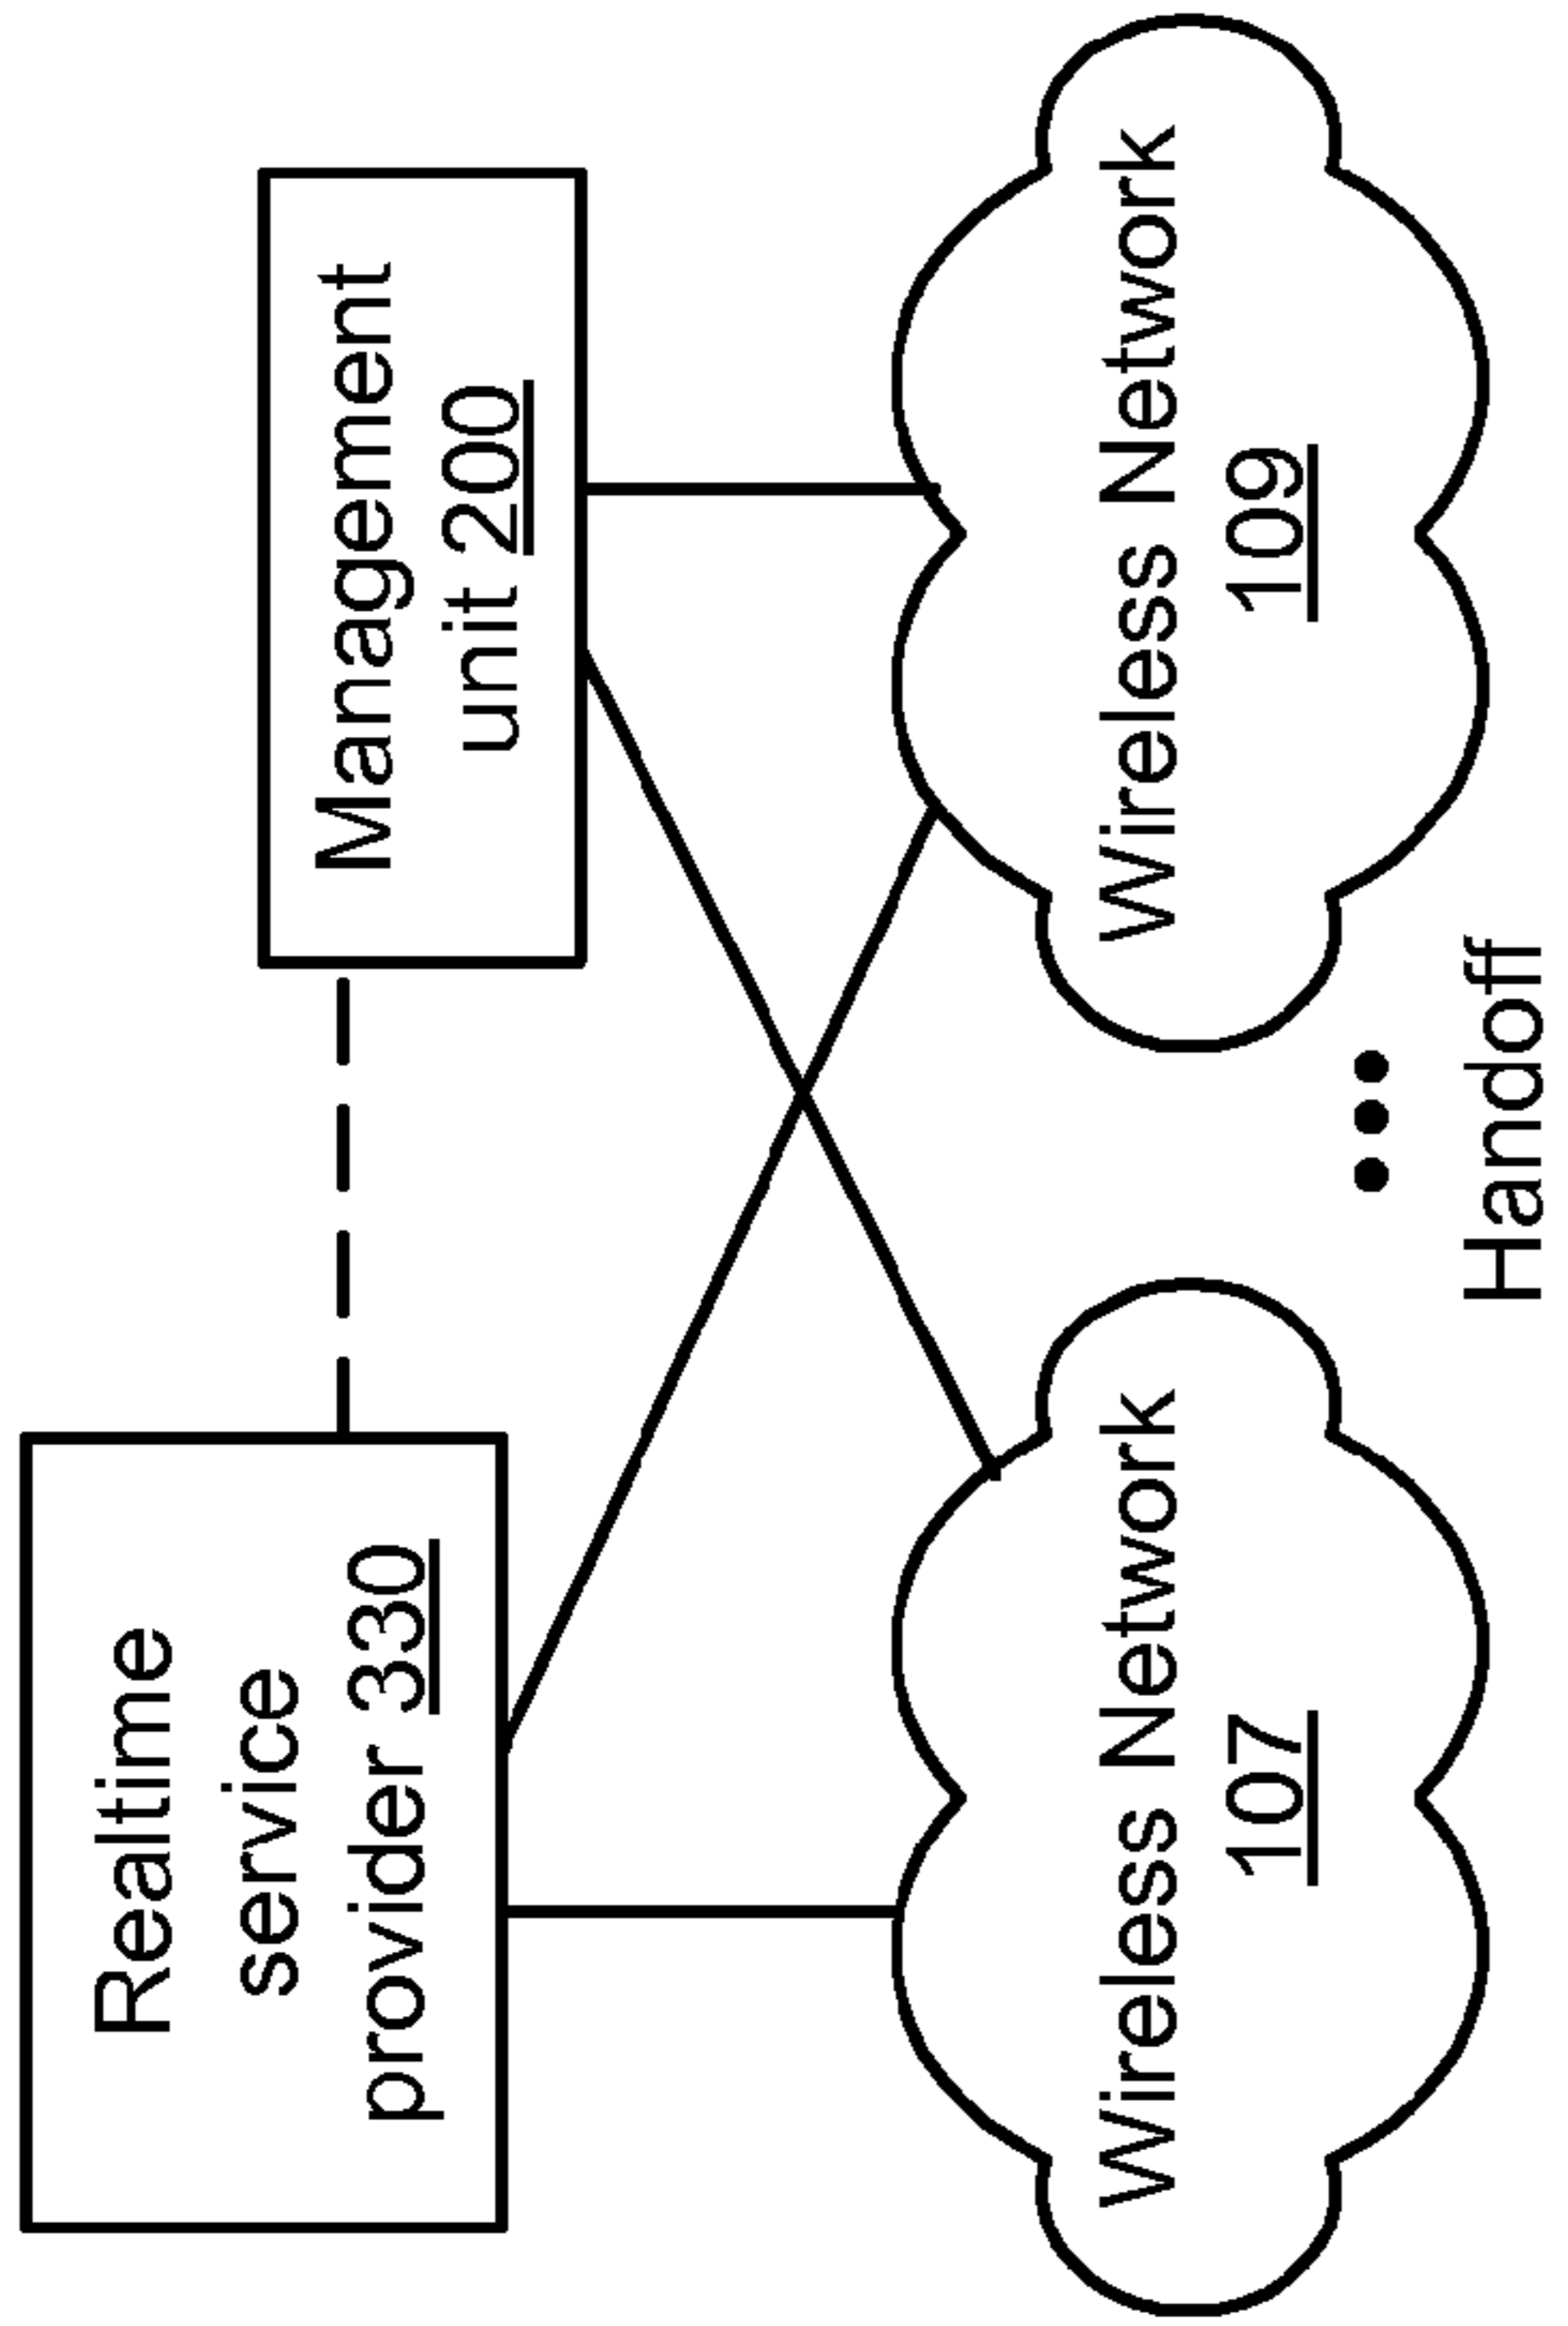 Realtime
service
provider 330
Management
unit 200
Wireless Network
107
Wireless Network
109
Handoff